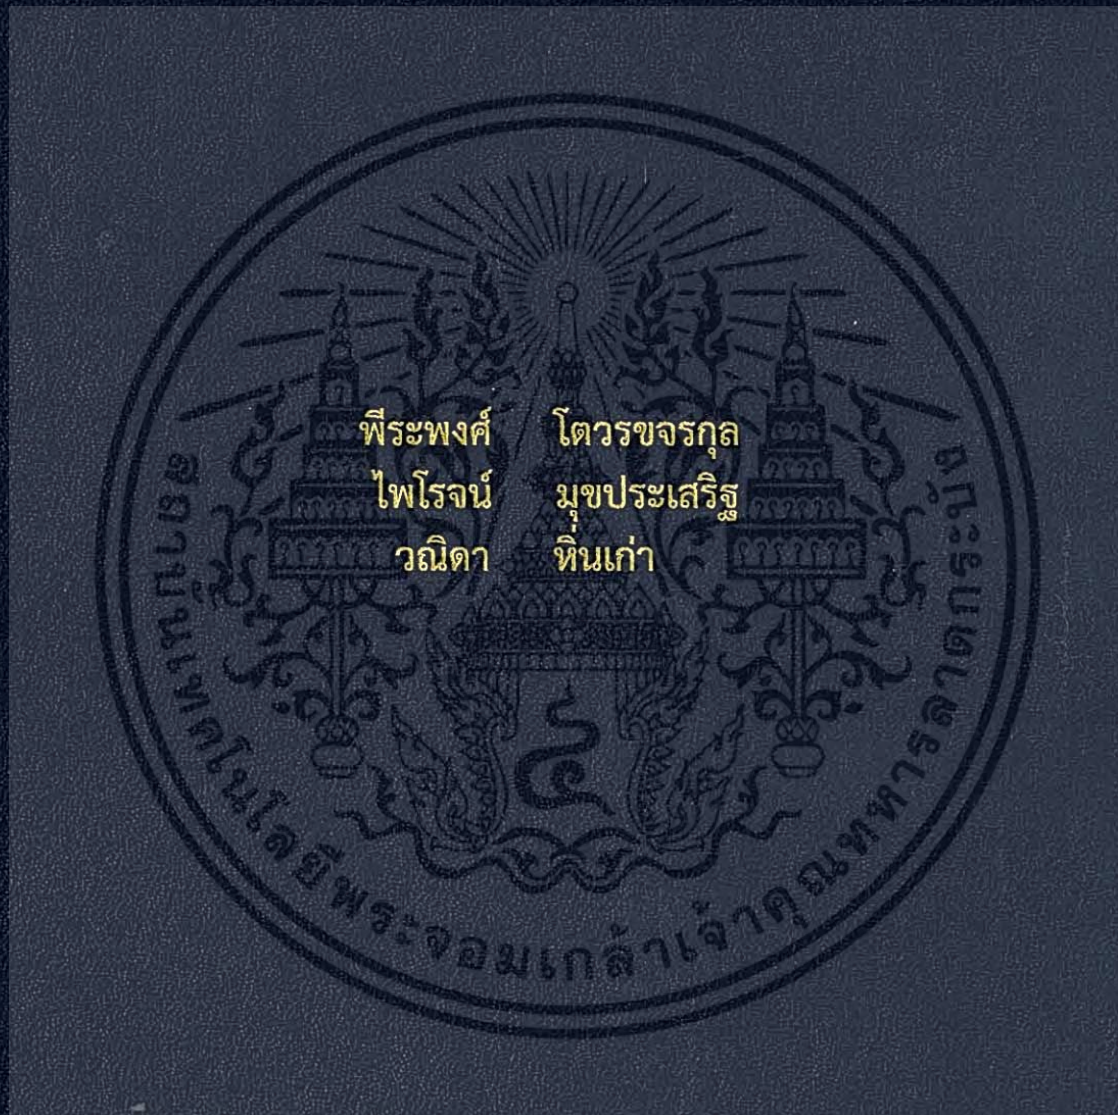 พีระพงศ์ โตวรขจรกุล
ไพโรจน์ มุขประเสริฐ
วณิดา หิ่นเก่า
สถาบันเทคโนโลยีพระจอมเกล้าเจ้าคุณทหารลาดกระบัง